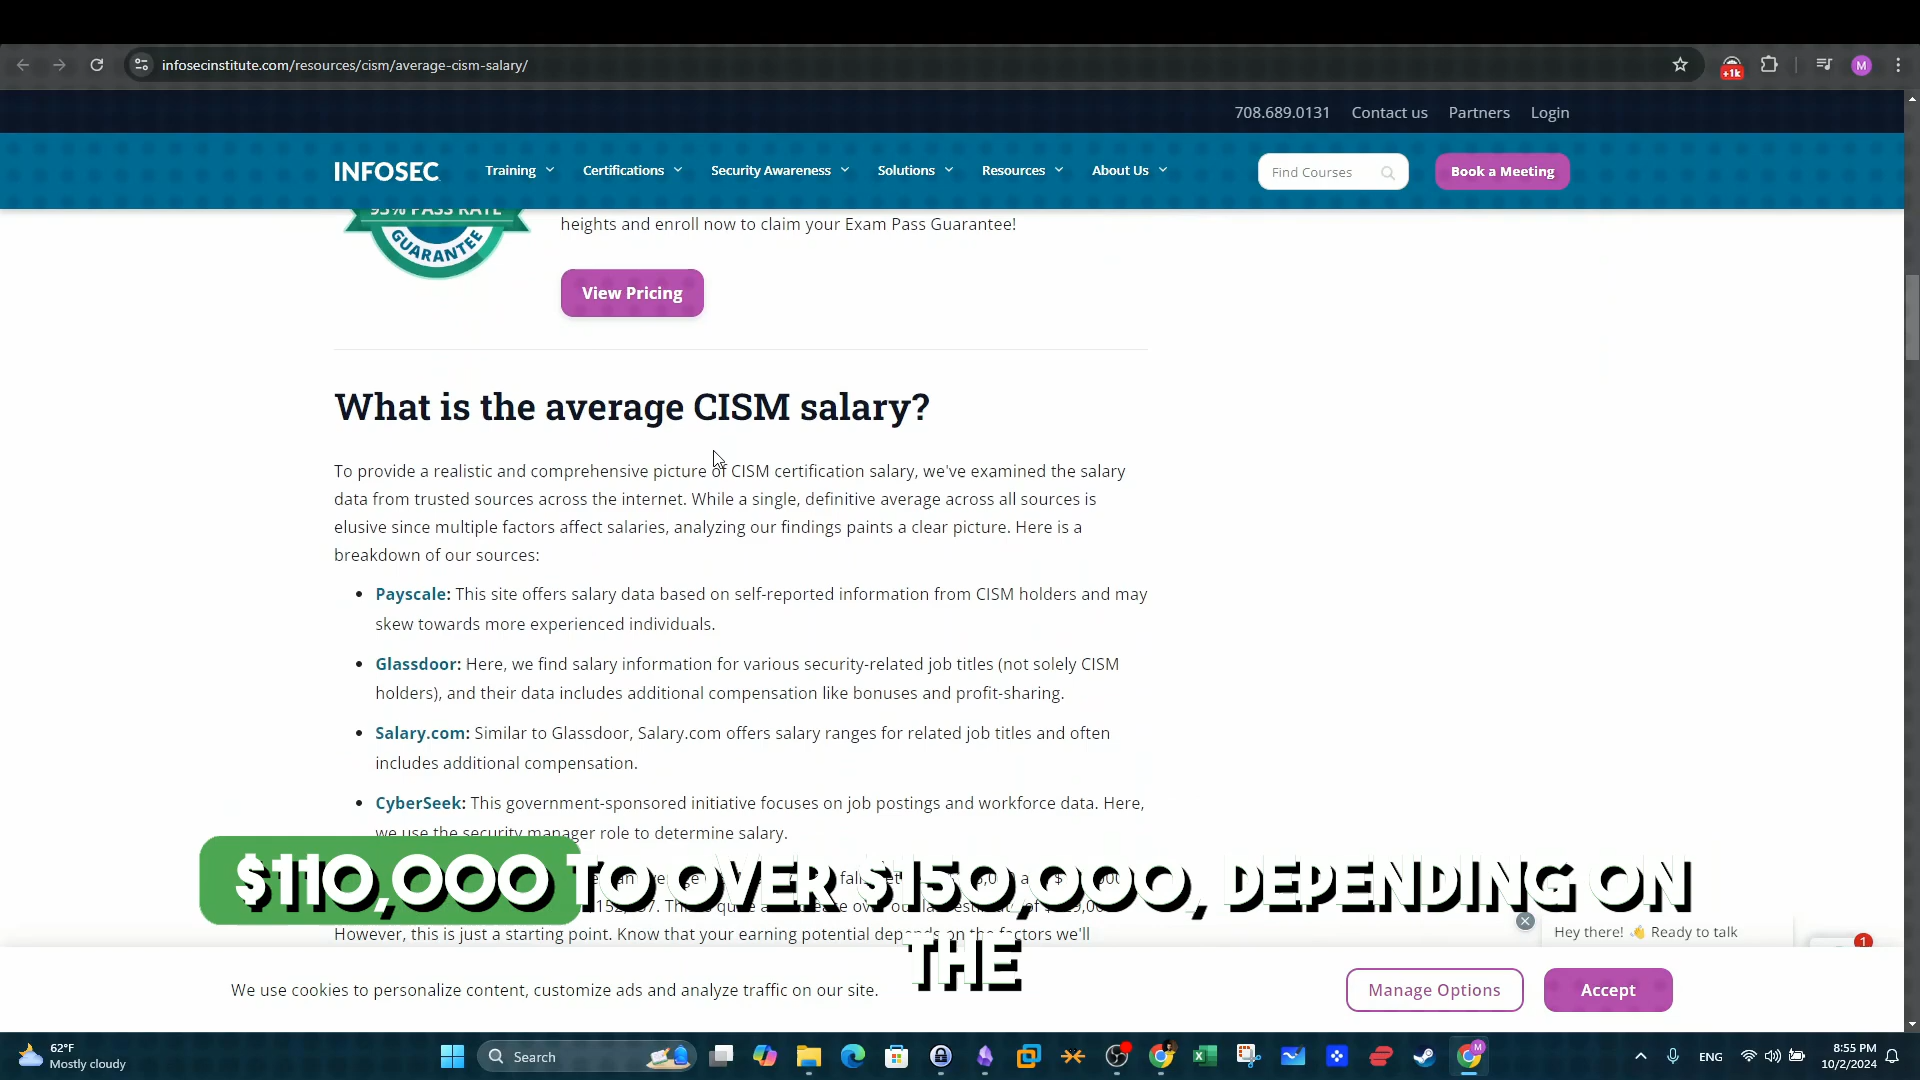 infosecinstitute.com/resources/cism/average-cism-salary/
+1k
M
708.689.0131 Contact us Partners Login
INFOSEC Training Certifications Security Awareness Solutions Resources About Us Find Courses Book a Meeting
93% PASS RATE
GUARANTEE
heights and enroll now to claim your Exam Pass Guarantee!
View Pricing
What is the average CISM salary?
To provide a realistic and comprehensive picture of CISM certification salary, we've examined the salary
data from trusted sources across the internet. While a single, definitive average across all sources is
elusive since multiple factors affect salaries, analyzing our findings paints a clear picture. Here is a
breakdown of our sources:
• Payscale: This site offers salary data based on self-reported information from CISM holders and may
skew towards more experienced individuals.
• Glassdoor: Here, we find salary information for various security-related job titles (not solely CISM
holders), and their data includes additional compensation like bonuses and profit-sharing.
• Salary.com: Similar to Glassdoor, Salary.com offers salary ranges for related job titles and often
includes additional compensation.
• CyberSeek: This government-sponsored initiative focuses on job postings and workforce data. Here,
we use the security manager role to determine salary.
$110,000 TO OVER $150,000, DEPENDING ON
THE
However, this is just a starting point. Know that your earning potential depends on the factors we'll
Hey there! 👋 Ready to talk
1
We use cookies to personalize content, customize ads and analyze traffic on our site.
Manage Options
Accept
62°F
Mostly cloudy
Search
M
ENG
8:55 PM
10/2/2024